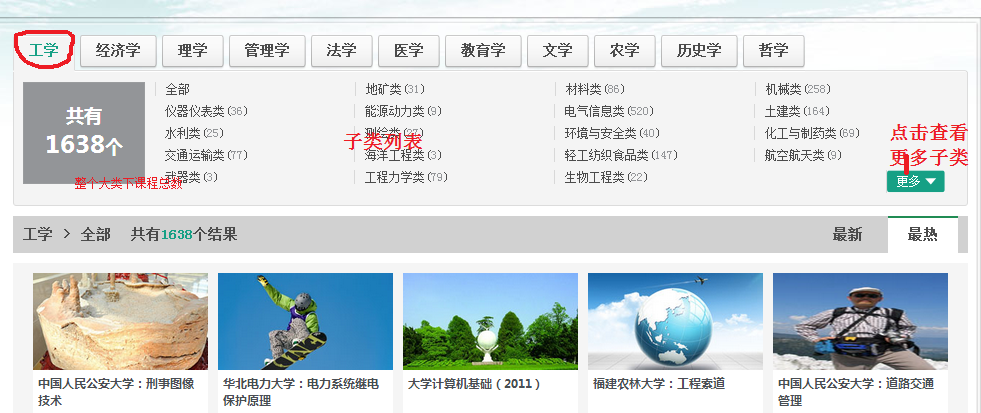 工学 经济学 理学 管理学 法学 医学 教育学 文学 农学 历史学 哲学
共有
1638个
全部 地矿类 (31) 材料类 (86) 机械类 (258)
仪器仪表类 (36) 能源动力类 (9) 电气信息类 (520) 土建类 (164)
水利类 (25) 测绘类 (27) 环境与安全类 (40) 化工与制药类 (69)
交通运输类 (77) 海洋工程类 (3) 轻工纺织食品类 (147) 航空航天类 (9)
武器类 (3) 工程力学类 (79) 生物工程类 (22)
子类列表
整个大类下课程总数
点击查看
更多子类
更多
工学 > 全部 共有1638个结果 最新 最热
中国人民公安大学：刑事图像
技术
华北电力大学：电力系统继电
保护原理
大学计算机基础（2011）
福建农林大学：工程索道
中国人民公安大学：道路交通
管理